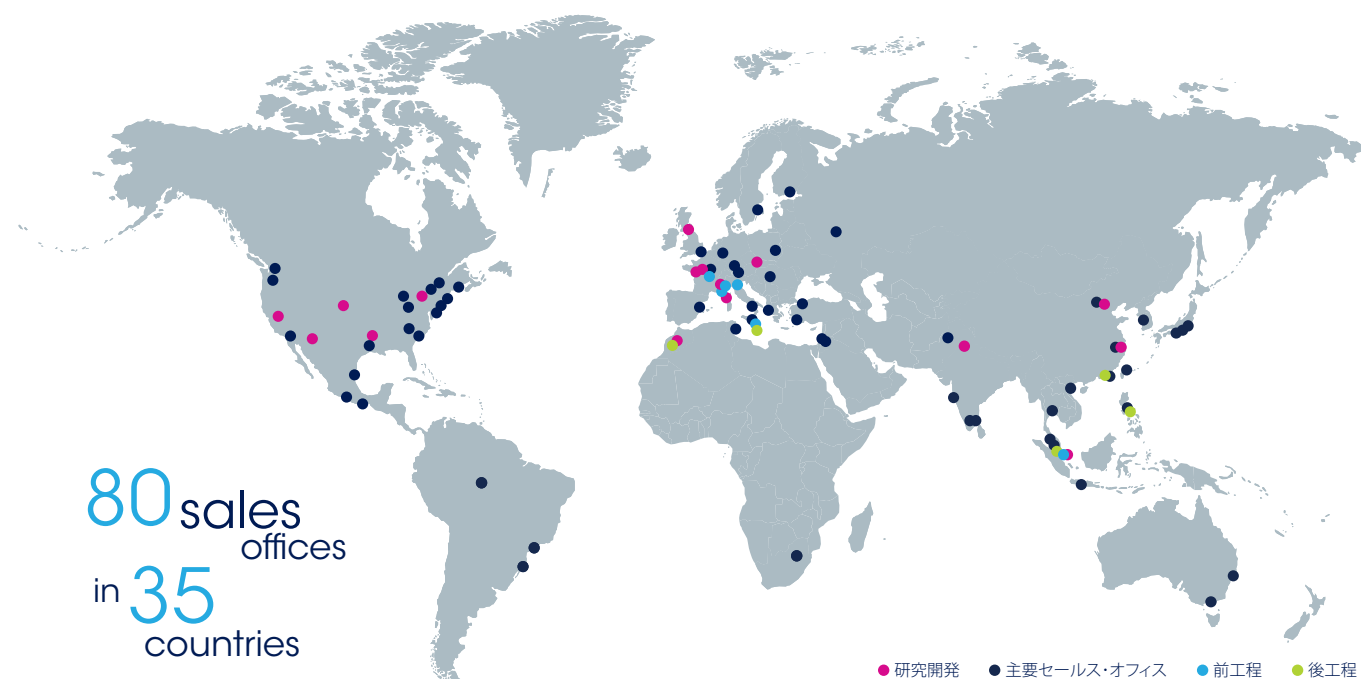 80 sales
offices
in 35
countries
研究開発 主要セールス・オフィス 前工程 後工程